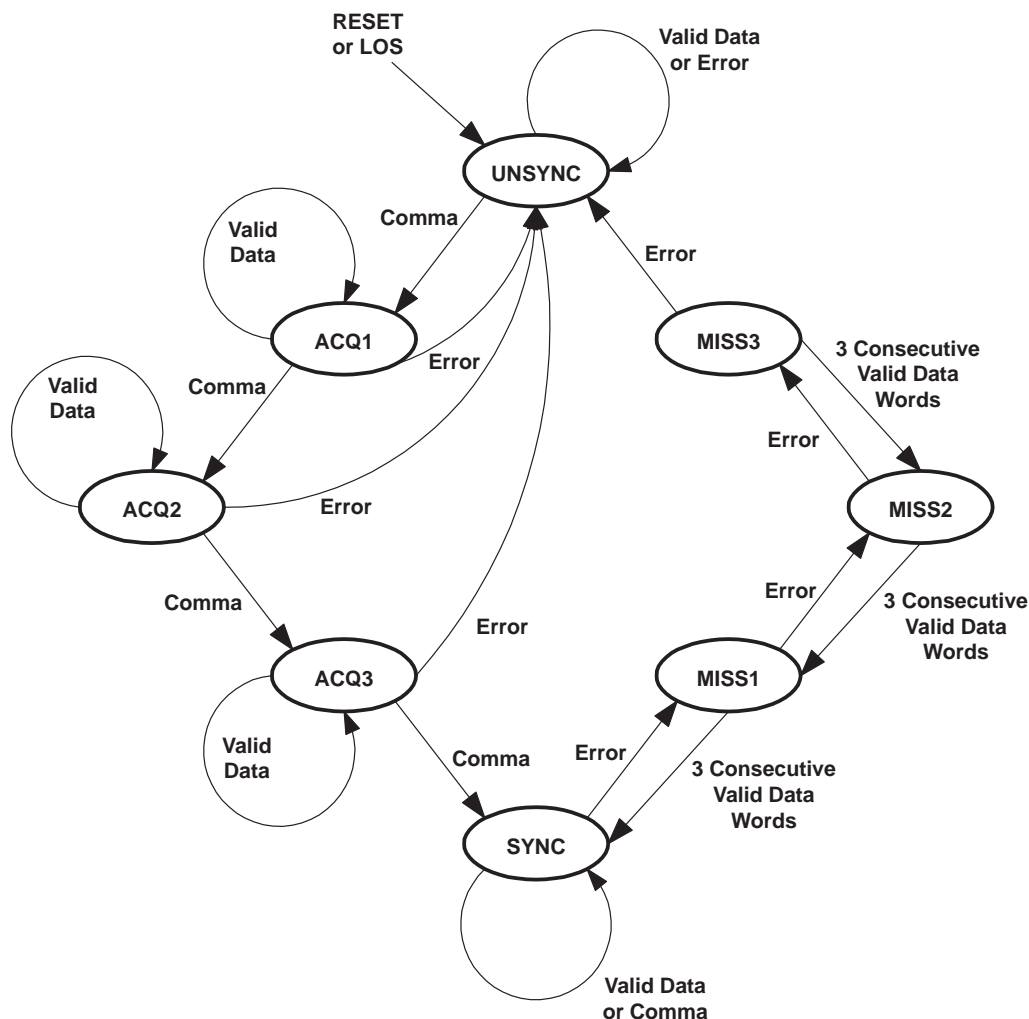 RESET
or LOS
Valid Data
or Error
UNSYNC
Comma
Valid
Data
Error
ACQ1
Error
MISS3
3 Consecutive
Valid Data
Words
Comma
Valid
Data
Error
ACQ2
Error
MISS2
Comma
Error
3 Consecutive
Valid Data
Words
Error
ACQ3
MISS1
Valid
Data
Comma
Error
3 Consecutive
Valid Data
Words
SYNC
Valid Data
or Comma